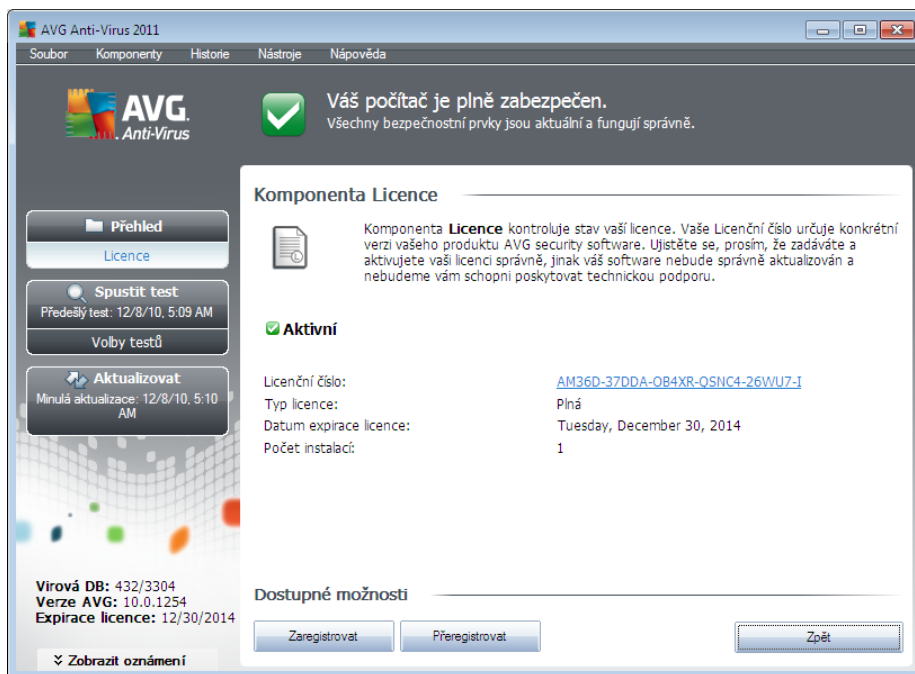 AVG Anti-Virus 2011
Soubor Komponenty Historie Nástroje Nápověda
AVG.
Anti-Virus
Váš počítač je plně zabezpečen.
Všechny bezpečnostní prvky jsou aktuální a fungují správně.
Přehled
Licence
Spustit test
Předešlý test: 12/8/10, 5:09 AM
Volby testů
Aktualizovat
Minulá aktualizace: 12/8/10, 5:10
AM
Virová DB: 432/3304
Verze AVG: 10.0.1254
Expirace licence: 12/30/2014
Zobrazit oznámení
Komponenta Licence
Komponenta Licence kontroluje stav vaší licence. Vaše Licenční číslo určuje konkrétní
verzi vašeho produktu AVG security software. Ujistěte se, prosím, že zadáváte a
aktivujete vaši licenci správně, jinak váš software nebude správně aktualizován a
nebudeme vám schopni poskytovat technickou podporu.
Aktivní
Licenční číslo: AM36D-37DDA-OB4XR-QSNC4-26WU7-I
Typ licence: Plná
Datum expirace licence: Tuesday, December 30, 2014
Počet instalací: 1
Dostupné možnosti
Zaregistrovat Přeregistrovat Zpět